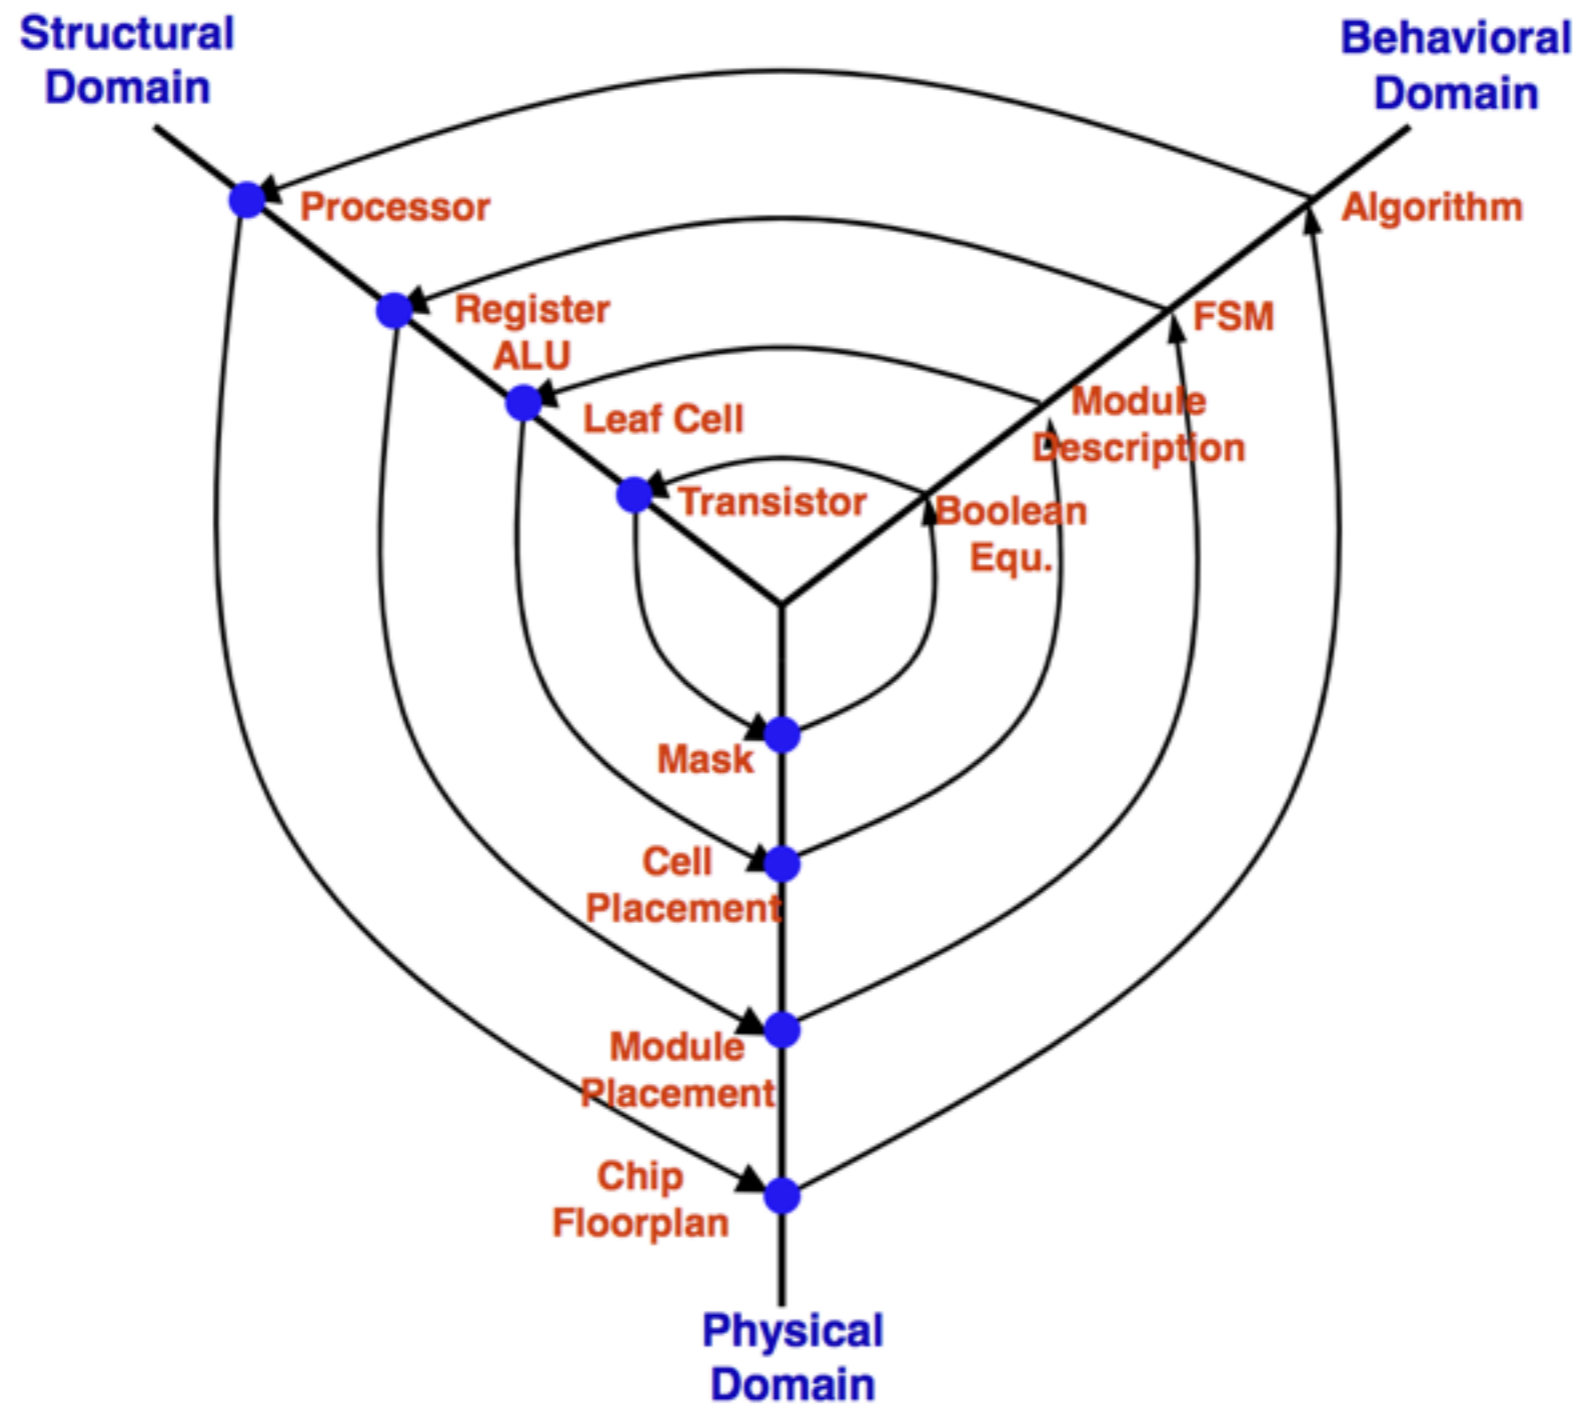 Structural
Domain
Behavioral
Domain
Processor
Algorithm
Register
ALU
FSM
Leaf Cell
Module
Description
Transistor
Boolean
Equ.
Mask
Cell
Placement
Module
Placement
Chip
Floorplan
Physical
Domain